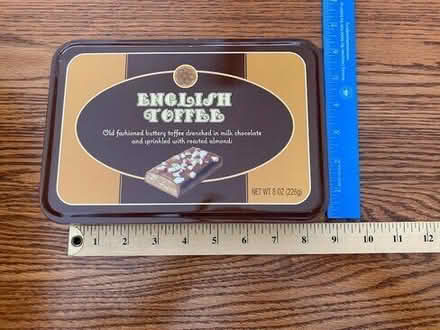 ENGLISH
TOFFEE
Old fashioned buttery toffee drenched in milk chocolate
and sprinkled with roasted almonds
NET WT 8 OZ (226g)
1 2 3 4 5 6 7 8 9 10 11 12